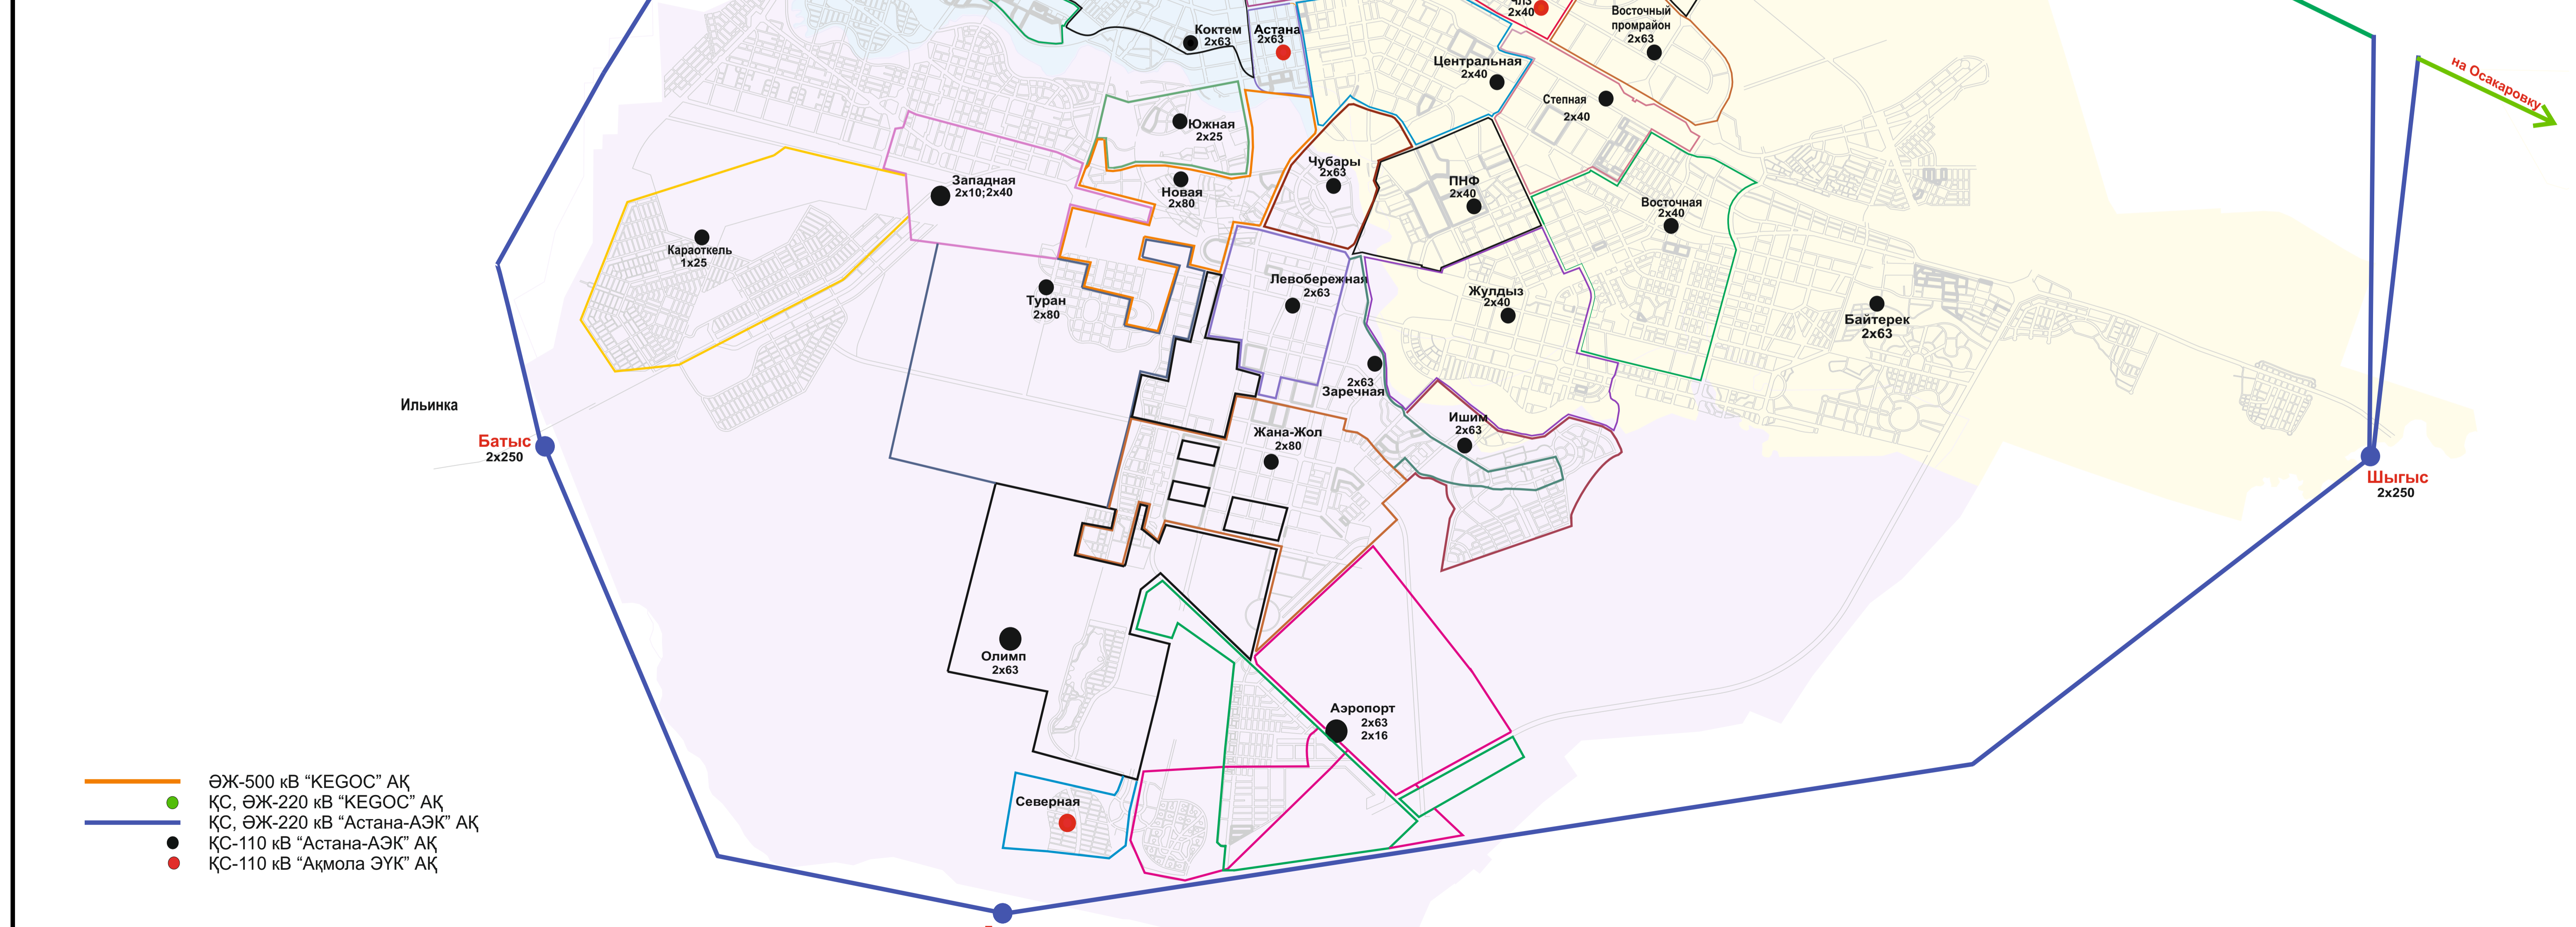 ЧЛЗ
2х40
Восточный
промрайон
2х63
Коктем
2х63
Астана
2х63
Центральная
2х40
на Осакаровку
Степная
2х40
Южная
2х25
Чубары
2х63
Западная
2х10;2х40
Новая
2х80
ПНФ
2х40
Восточная
2х40
Караоткель
1х25
Левобережная
2х63
Туран
2х80
Жулдыз
2х40
Байтерек
2х63
2х63
Заречная
Ильинка
Батыс
2х250
Ишим
2х63
Жана-Жол
2х80
Шыгыс
2х250
Олимп
2х63
Аэропорт
2х63
2х16
Северная
ӘЖ-500 кВ “KEGOC” АҚ
ҚС, ӘЖ-220 кВ “KEGOC” АҚ
ҚС, ӘЖ-220 кВ “Астана-АЭК” АҚ
ҚС-110 кВ “Астана-АЭК” АҚ
ҚС-110 кВ “Ақмола ЭҮК” АҚ